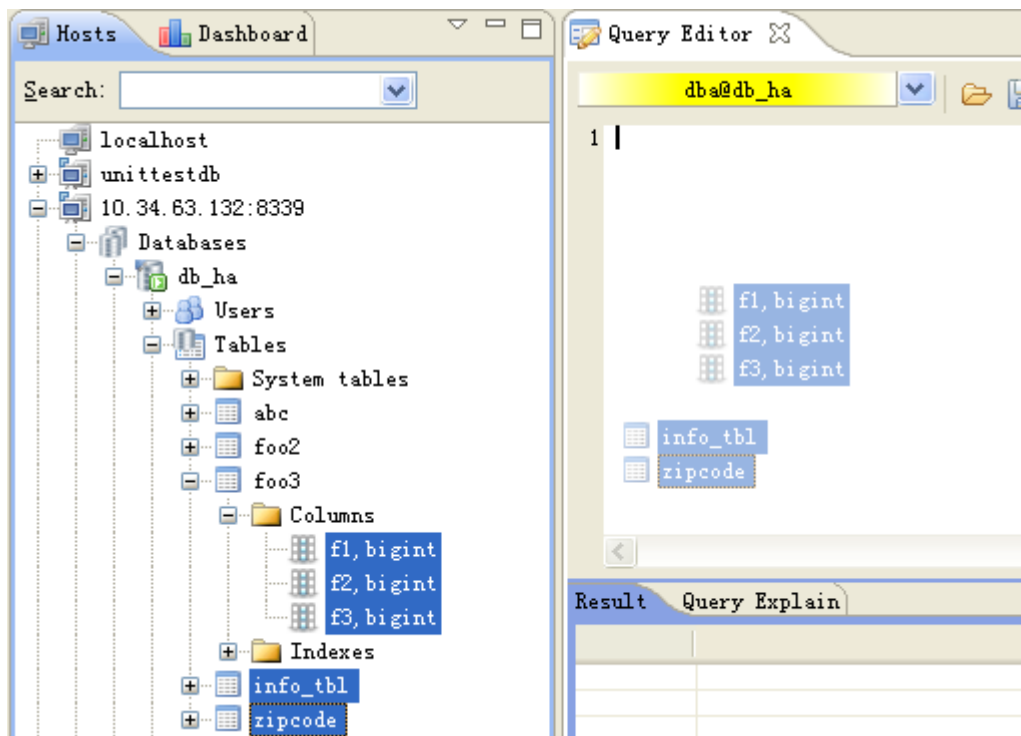 Hosts
Dashboard
Search:
localhost
unittestdb
10.34.63.132:8339
Databases
db_ha
Users
Tables
System tables
abc
foo2
foo3
Columns
f1,bigint
f2,bigint
f3,bigint
Indexes
info_tbl
zipcode
Query Editor
dba@db_ha
1
f1,bigint
f2,bigint
f3,bigint
info_tbl
zipcode
Result
Query Explain